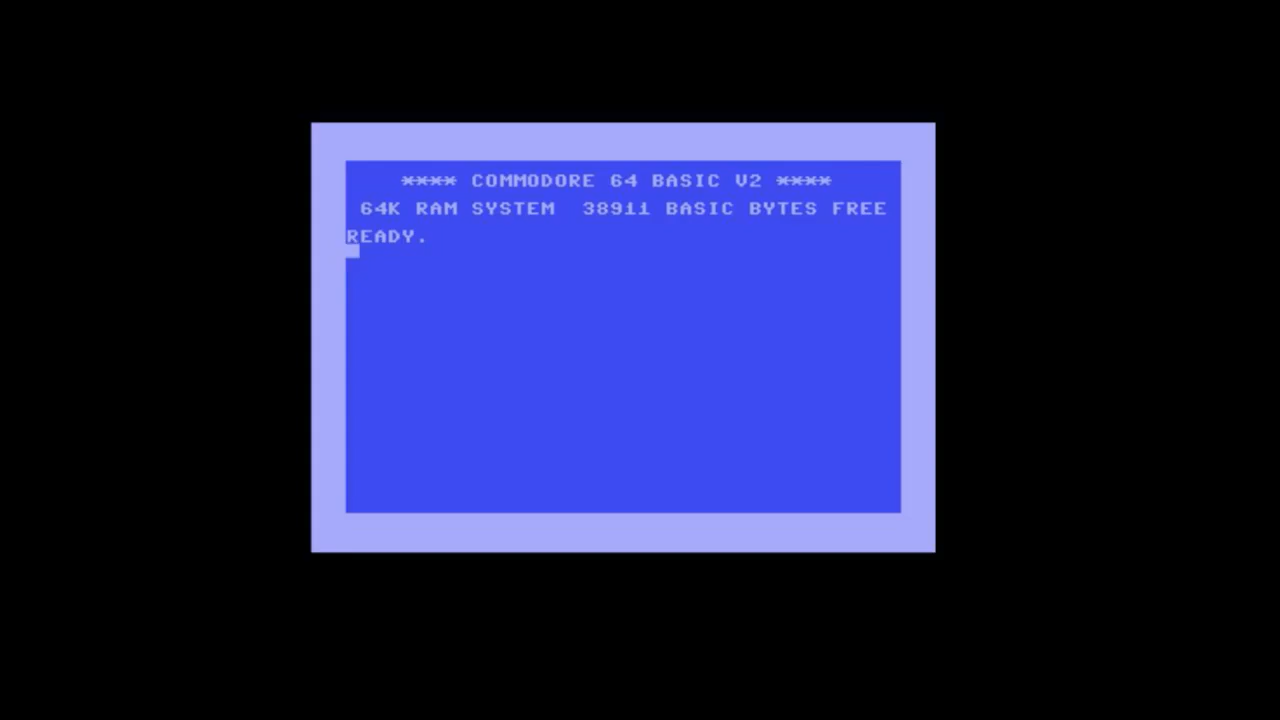 **** COMMODORE 64 BASIC V2 ****
64K RAM SYSTEM  38911 BASIC BYTES FREE
READY.